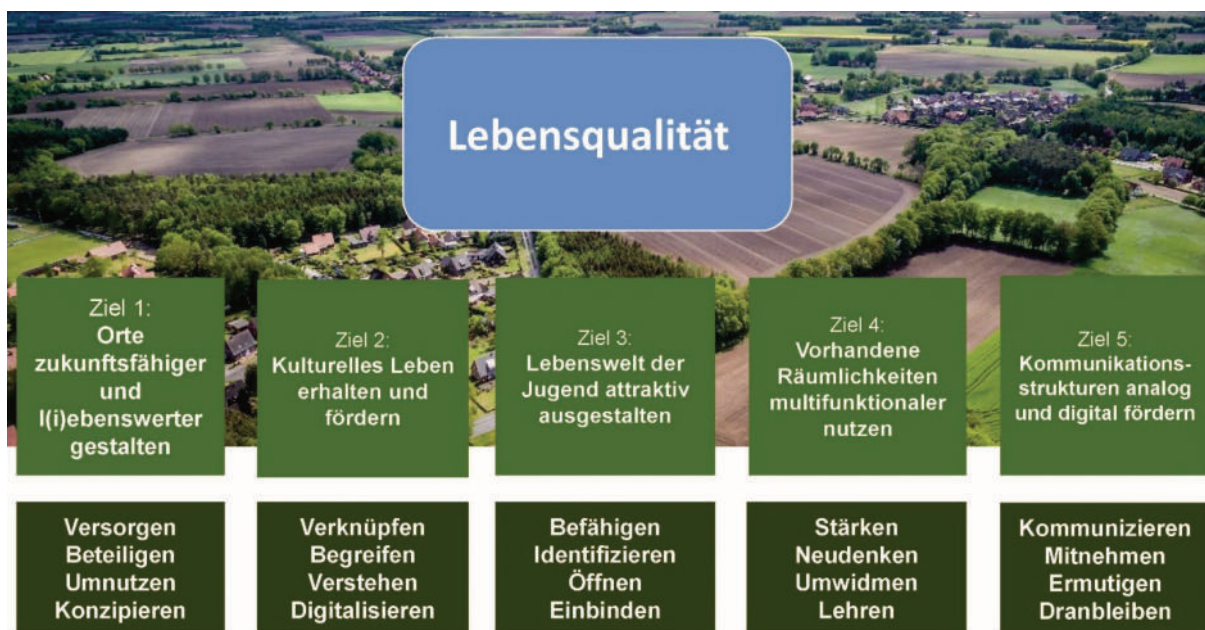 Lebensqualität
Ziel 1:
Orte
zukunftsfähiger
und
l(i)ebenswerter
gestalten
Ziel 2:
Kulturelles Leben
erhalten und
fördern
Ziel 3:
Lebenswelt der
Jugend attraktiv
ausgestalten
Ziel 4:
Vorhandene
Räumlichkeiten
multifunktionaler
nutzen
Ziel 5:
Kommunikations-
strukturen analog
und digital fördern
Versorgen
Beteiligen
Umnutzen
Konzipieren
Verknüpfen
Begreifen
Verstehen
Digitalisieren
Befähigen
Identifizieren
Öffnen
Einbinden
Stärken
Neudenken
Umwidmen
Lehren
Kommunizieren
Mitnehmen
Ermutigen
Dranbleiben